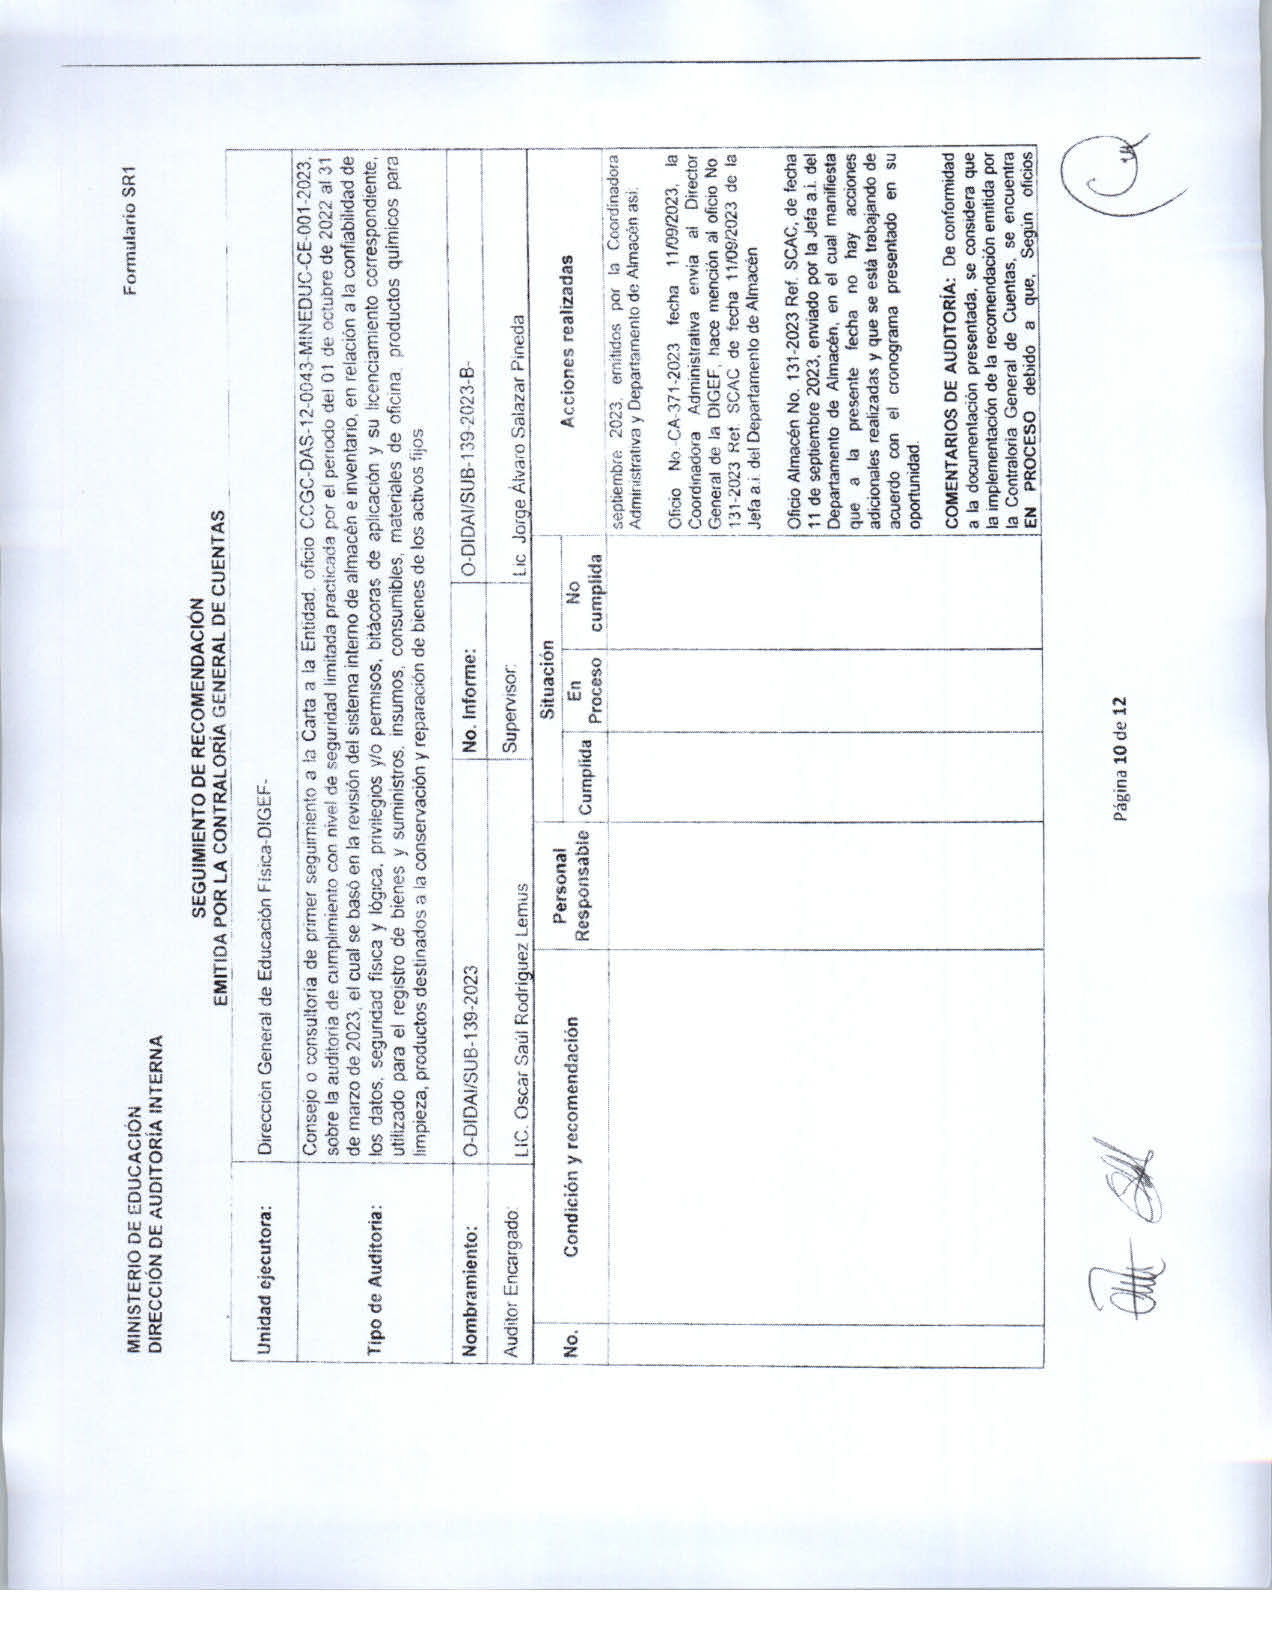 MINISTERIO DE EDUCACIÓN
DIRECCIÓN DE AUDITORÍA INTERNA
Formulario SR1
SEGUIMIENTO DE RECOMENDACIÓN
EMITIDA POR LA CONTRALORÍA GENERAL DE CUENTAS
Unidad ejecutora:
Dirección General de Educación Física-DIGEF-
Tipo de Auditoría:
Consejo o consultoria de primer seguimiento a la Carta a la Entidad, oficio CCGC-DAS-12-0043-MINEDUC-CE-001-2023,
sobre la auditoria de cumplimiento con nivel de seguridad limitada practicada por el periodo del 01 de octubre de 2022 al 31
de marzo de 2023, el cual se basó en la revisión del sistema interno de almacén e inventario, en relación a la confiabilidad de
los datos, seguridad física y lógica, privilegios y/o permisos, bitácoras de aplicación y su licenciamiento correspondiente,
utilizado para el registro de bienes y suministros, insumos, consumibles, materiales de oficina, productos químicos para
limpieza, productos destinados a la conservación y reparación de bienes de los activos fijos
Nombramiento:
O-DIDAI/SUB-139-2023
No. Informe:
O-DIDAI/SUB-139-2023-B-
Auditor Encargado:
LIC. Oscar Saúl Rodríguez Lemus
Supervisor:
Lic Jorge Álvaro Salazar Pineda
No.
Condición y recomendación
Personal
Responsable
Situación
Cumplida
En
Proceso
No
cumplida
Acciones realizadas
septiembre 2023, emitidos por la Coordinadora
Administrativa y Departamento de Almacén asi:
Oficio No.-CA-371-2023 fecha 11/09/2023, la
Coordinadora Administrativa envia al Director
General de la DIGEF, hace mención al oficio No
131-2023 Ref. SCAC de fecha 11/09/2023 de la
Jefa a.i. del Departamento de Almacén
Oficio Almacén No. 131-2023 Ref. SCAC, de fecha
11 de septiembre 2023, enviado por la Jefa a.i. del
Departamento de Almacén, en el cual manifiesta
que a la presente fecha no hay acciones
adicionales realizadas y que se está trabajando de
acuerdo con el cronograma presentado en su
oportunidad.
COMENTARIOS DE AUDITORÍA: De conformidad
a la documentación presentada, se considera que
la implementación de la recomendación emitida por
la Contraloría General de Cuentas, se encuentra
EN PROCESO debido a que, Según oficios
Página 10 de 12